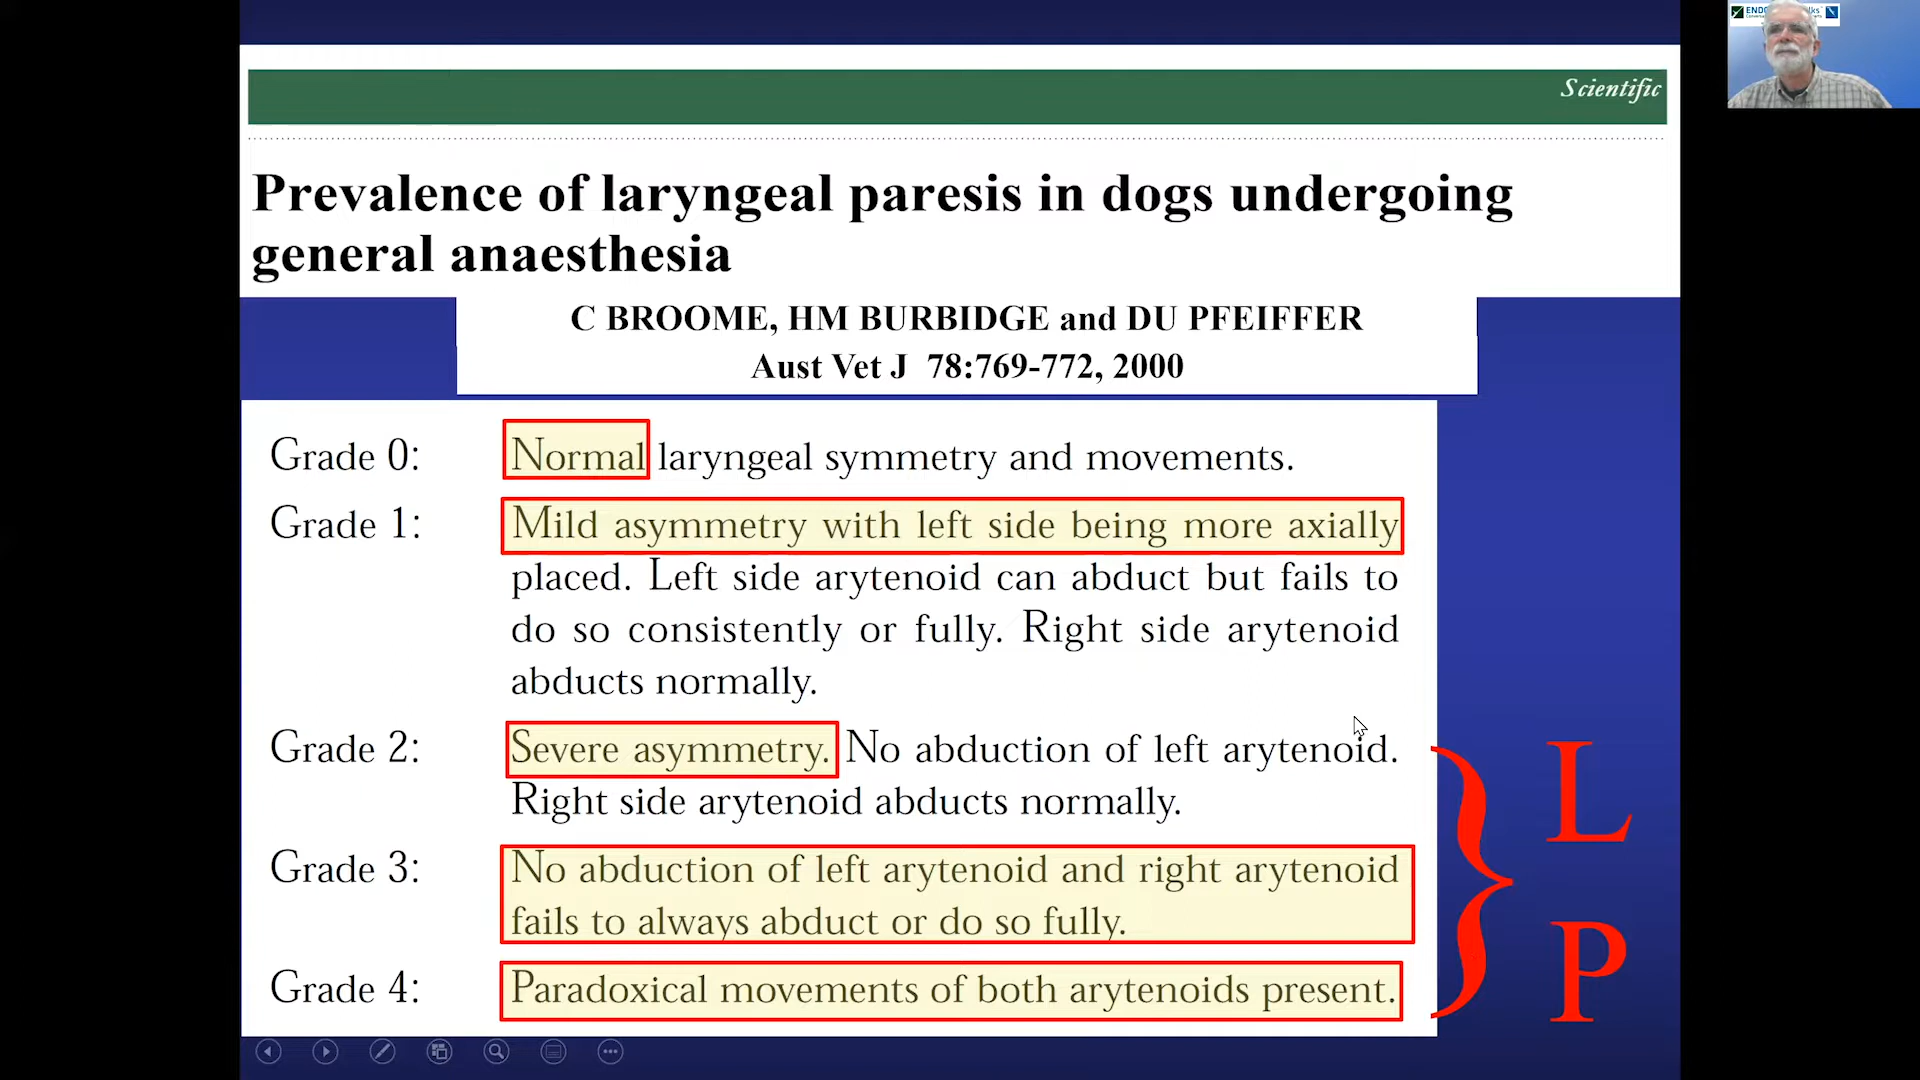 Scientific
Prevalence of laryngeal paresis in dogs undergoing
general anaesthesia
C BROOME, HM BURBIDGE and DU PFEIFFER
Aust Vet J 78:769-772, 2000
Grade 0: Normal laryngeal symmetry and movements.
Grade 1: Mild asymmetry with left side being more axially
placed. Left side arytenoid can abduct but fails to
do so consistently or fully. Right side arytenoid
abducts normally.
Grade 2: Severe asymmetry. No abduction of left arytenoid.
Right side arytenoid abducts normally.
Grade 3: No abduction of left arytenoid and right arytenoid
fails to always abduct or do so fully.
Grade 4: Paradoxical movements of both arytenoids present.
L
P